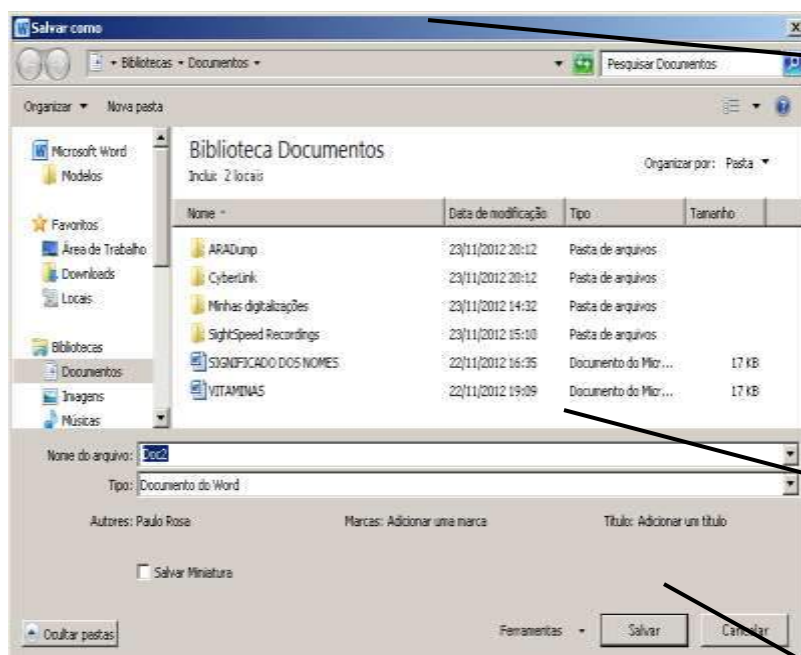 Salvar como
Bibliotecas Documentos
Pesquisar Documentos
Organizar Nova pasta
Microsoft Word
Modelos
Favoritos
Área de Trabalho
Downloads
Locais
Bibliotecas
Documentos
Imagens
Músicas
Biblioteca Documentos
Inclui: 2 locais
Organizar por: Pasta
Nome Data de modificação Tipo Tamanho
ARADump 23/11/2012 20:12 Pasta de arquivos
CyberLink 23/11/2012 20:12 Pasta de arquivos
Minhas digitalizações 23/11/2012 14:32 Pasta de arquivos
SightSpeed Recordings 23/11/2012 15:10 Pasta de arquivos
SIGNIFICADO DOS NOMES 22/11/2012 16:35 Documento do Micr... 17 KB
VITAMINAS 22/11/2012 19:09 Documento do Micr... 17 KB
Nome do arquivo: Doc2
Tipo: Documento do Word
Autores: Paulo Rosa Marcas: Adicionar uma marca Título: Adicionar um título
Salvar Miniatura
Ocultar pastas Ferramentas Salvar Cancelar